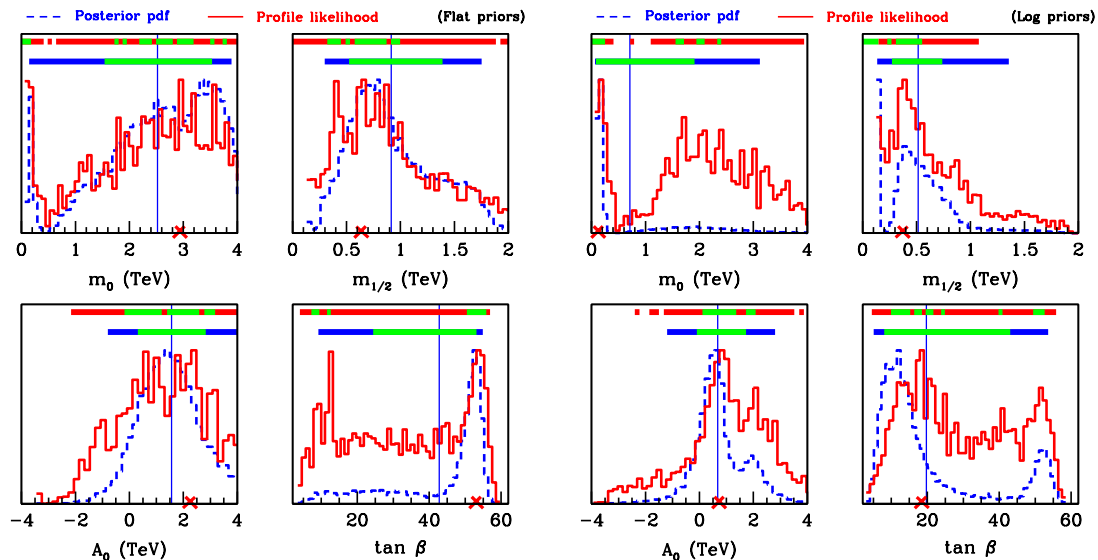 Posterior pdf Profile likelihood (Flat priors) Posterior pdf Profile likelihood (Log priors)
0 1 2 3 4 0 0.5 1 1.5 2 0 1 2 3 4 0 0.5 1 1.5 2
m₀ (TeV) m₁/₂ (TeV) m₀ (TeV) m₁/₂ (TeV)
−4 −2 0 2 4 0 20 40 60 −4 −2 0 2 4 20 40 60
A₀ (TeV) tan β A₀ (TeV) tan β